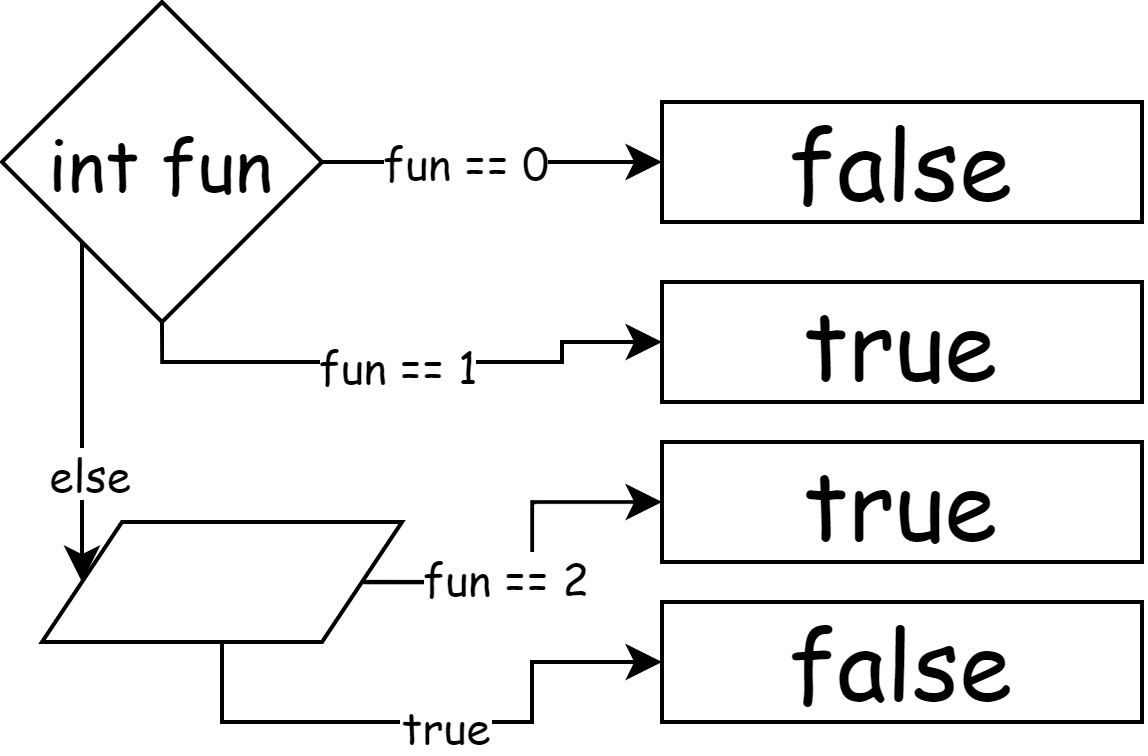 int fun
fun == 0
false
fun == 1
true
else
true
fun == 2
false
true